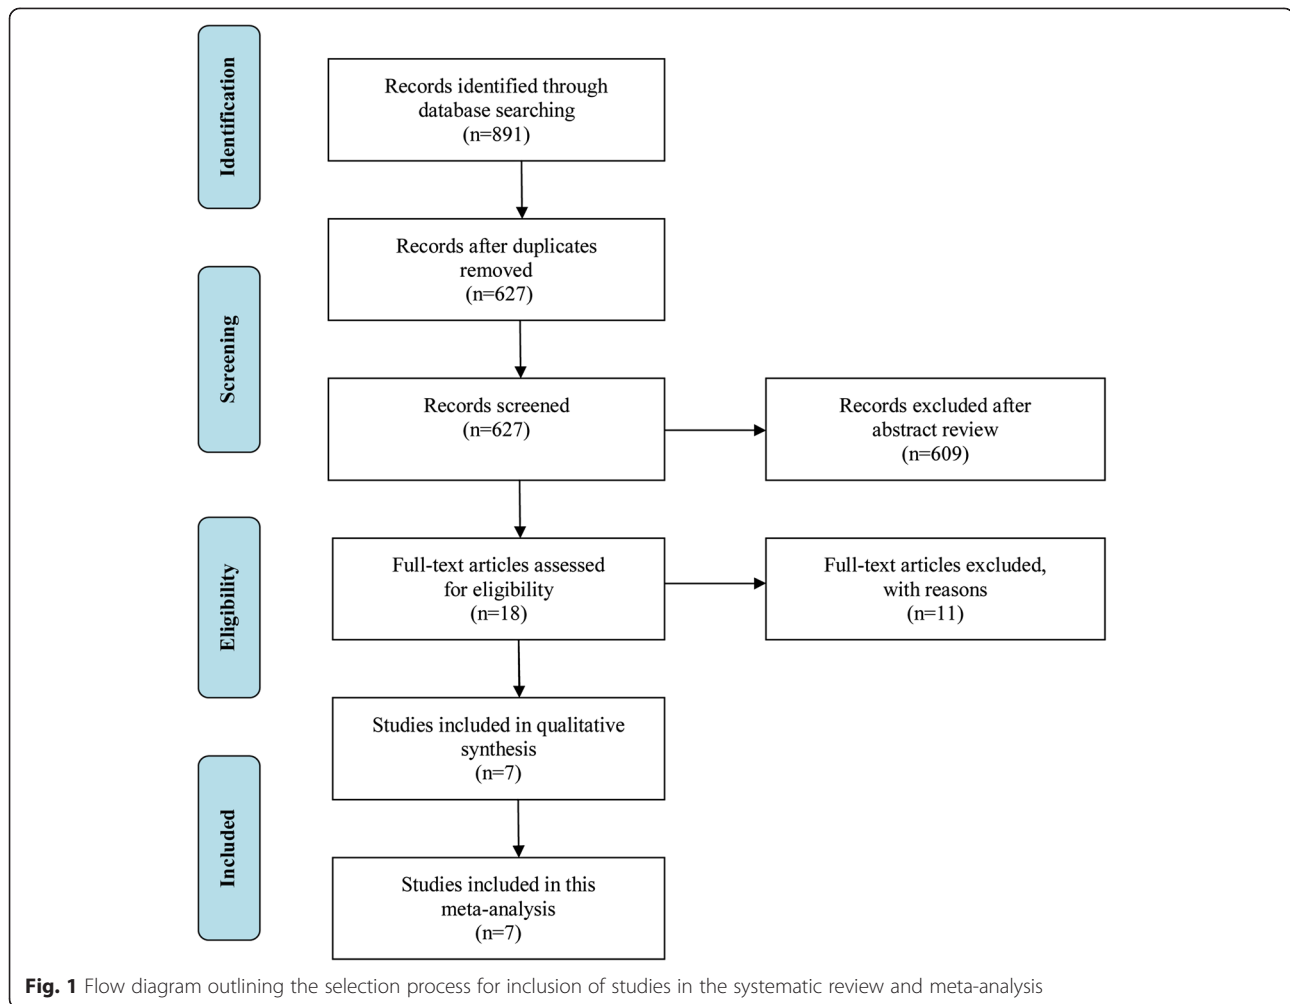 Identification
Records identified through
database searching
(n=891)
Records after duplicates
removed
(n=627)
Screening
Records screened
(n=627)
Records excluded after
abstract review
(n=609)
Eligibility
Full-text articles assessed
for eligibility
(n=18)
Full-text articles excluded,
with reasons
(n=11)
Studies included in qualitative
synthesis
(n=7)
Included
Studies included in this
meta-analysis
(n=7)
Fig. 1 Flow diagram outlining the selection process for inclusion of studies in the systematic review and meta-analysis